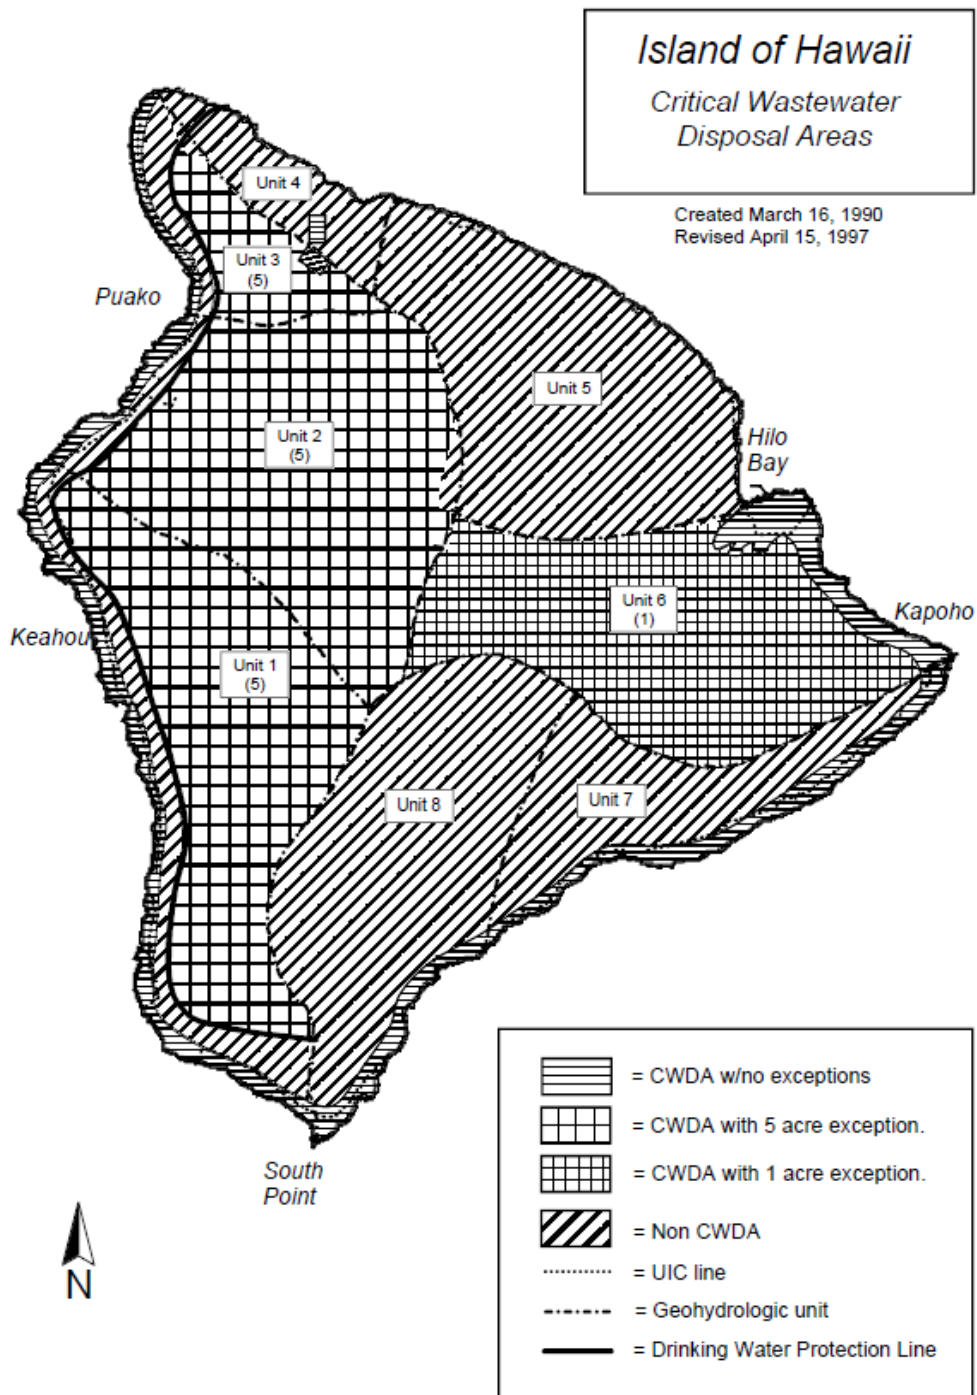 Island of Hawaii
Critical Wastewater
Disposal Areas
Created March 16, 1990
Revised April 15, 1997
Unit 4
Unit 3
(5)
Puako
Unit 5
Unit 2
(5)
Hilo
Bay
Unit 6
(1)
Kapoho
Keahou
Unit 1
(5)
Unit 8
Unit 7
South
Point
N
= CWDA w/no exceptions
= CWDA with 5 acre exception.
= CWDA with 1 acre exception.
= Non CWDA
= UIC line
= Geohydrologic unit
= Drinking Water Protection Line